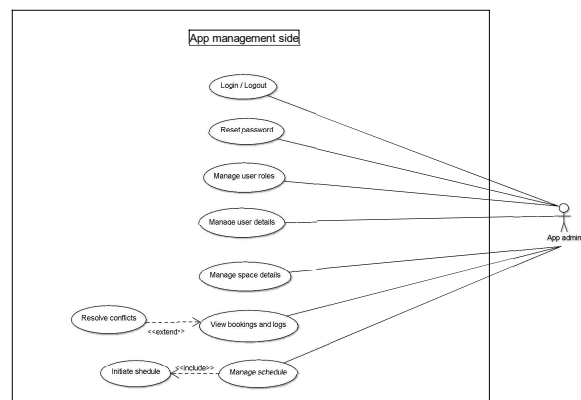 App management side
Login / Logout
Reset password
Manage user roles
Manage user details
App admin
Manage space details
Resolve conflicts
<<extend>>
View bookings and logs
Initiate shedule
<<include>>
Manage schedule